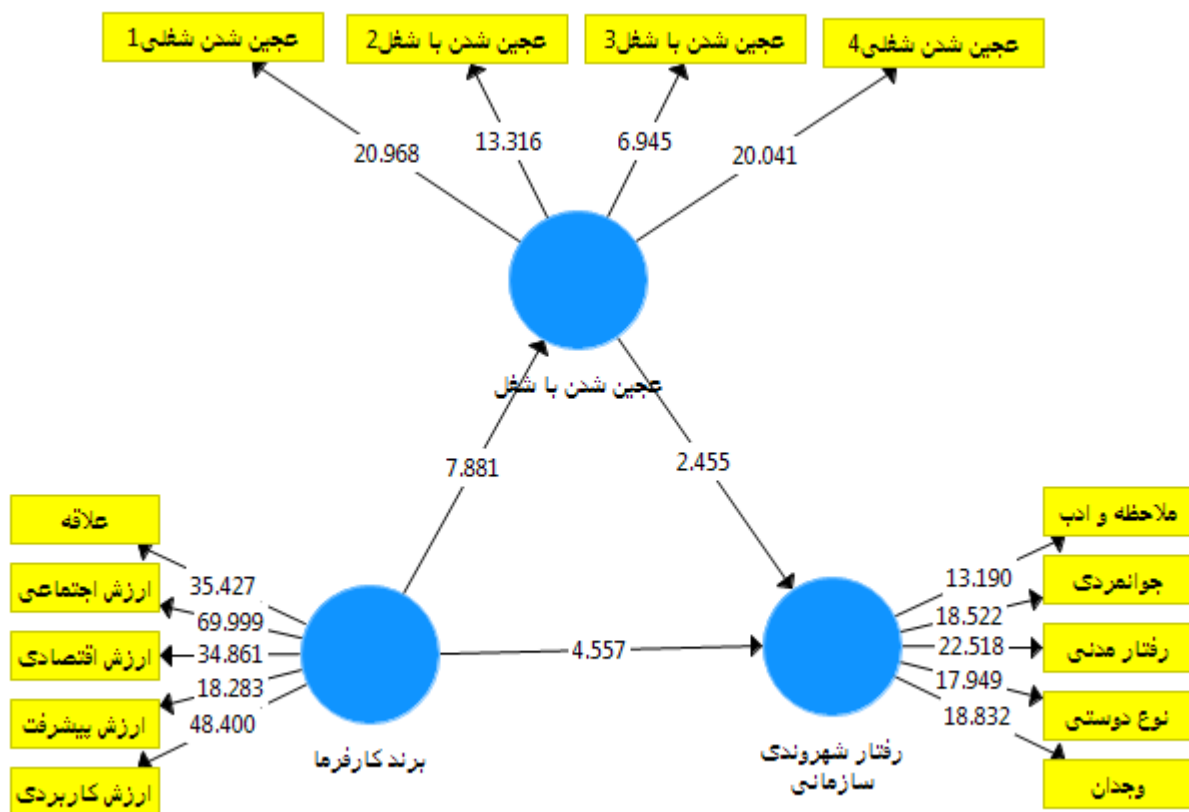 عجین شدن شغلی1
عجین شدن با شغل2
عجین شدن با شغل3
عجین شدن شغلی4
20.968
13.316
6.945
20.041
عجین شدن با شغل
7.881
2.455
علاقه
ارزش اجتماعی
ارزش اقتصادی
ارزش پیشرفت
ارزش کاربردی
35.427
69.999
34.861
18.283
48.400
برند کارفرما
4.557
رفتار شهروندی
سازمانی
13.190
18.522
22.518
17.949
18.832
ملاحظه و ادب
جوانمردی
رفتار مدنی
نوع دوستی
وجدان